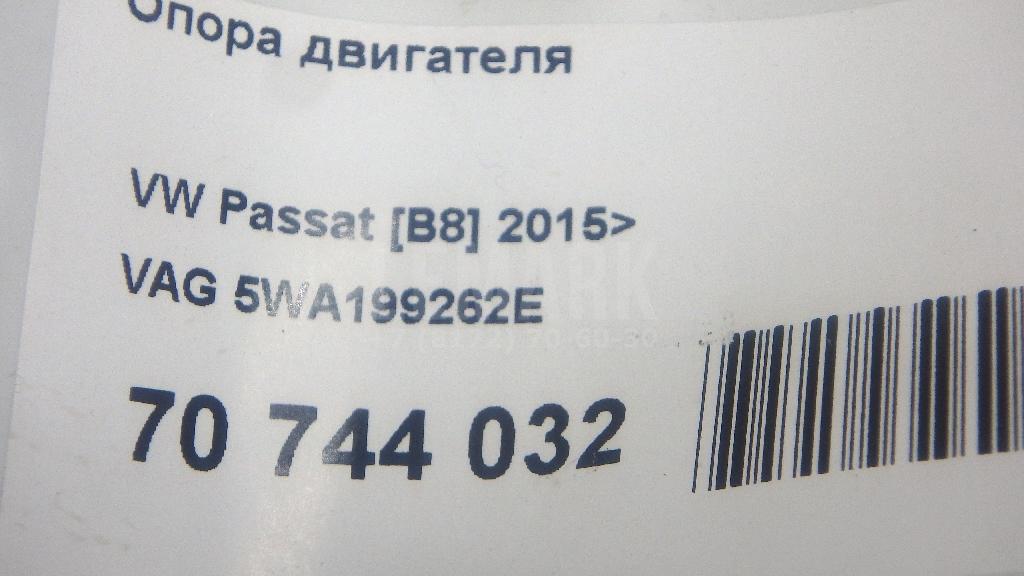 Опора двигателя
VW Passat [B8] 2015>
VAG 5WA199262E
70 744 032